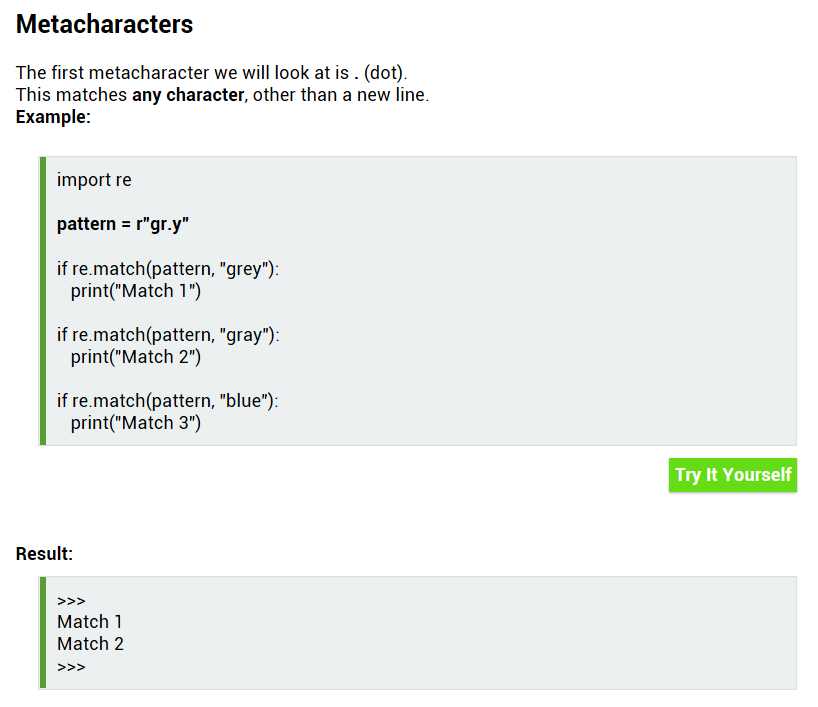 Metacharacters
The first metacharacter we will look at is . (dot).
This matches any character, other than a new line.
Example:
import re
pattern = r"gr.y"
if re.match(pattern, "grey"):
   print("Match 1")
if re.match(pattern, "gray"):
   print("Match 2")
if re.match(pattern, "blue"):
   print("Match 3")
Try It Yourself
Result:
>>>
Match 1
Match 2
>>>